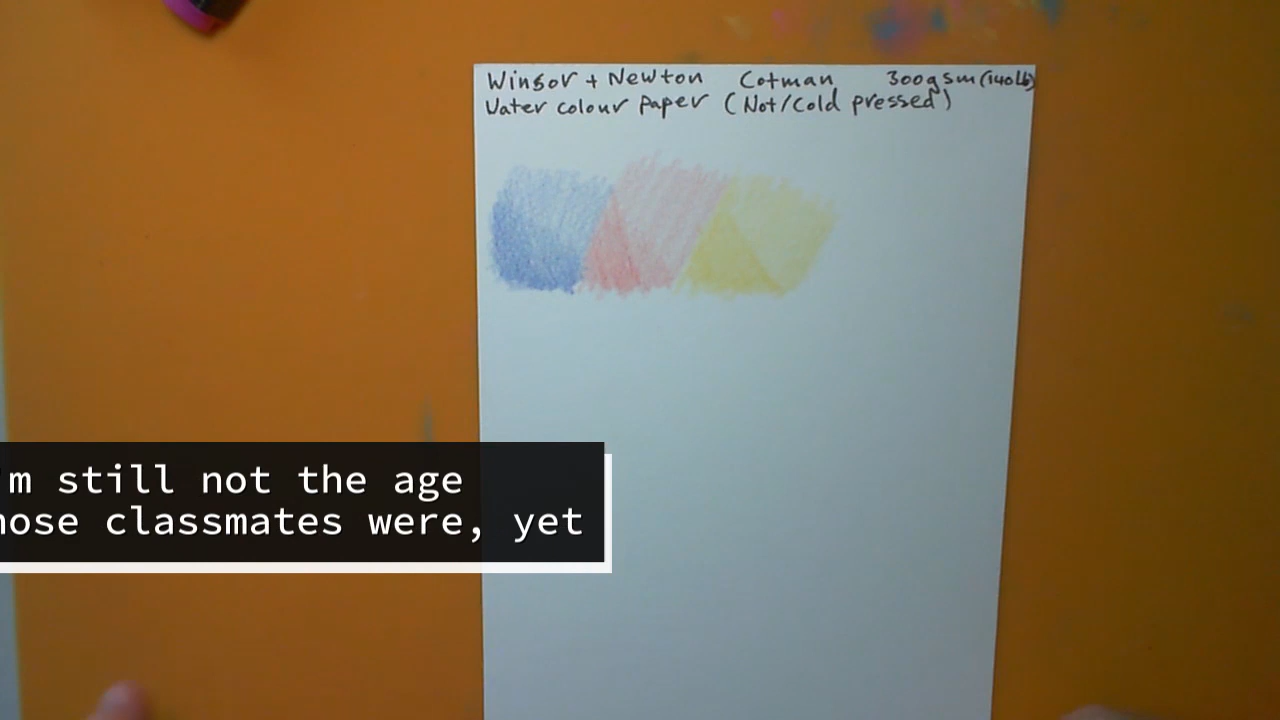 Winsor + Newton Cotman 300gsm (140lb)
Water colour paper (Not/Cold pressed)
'm still not the age
hose classmates were, yet